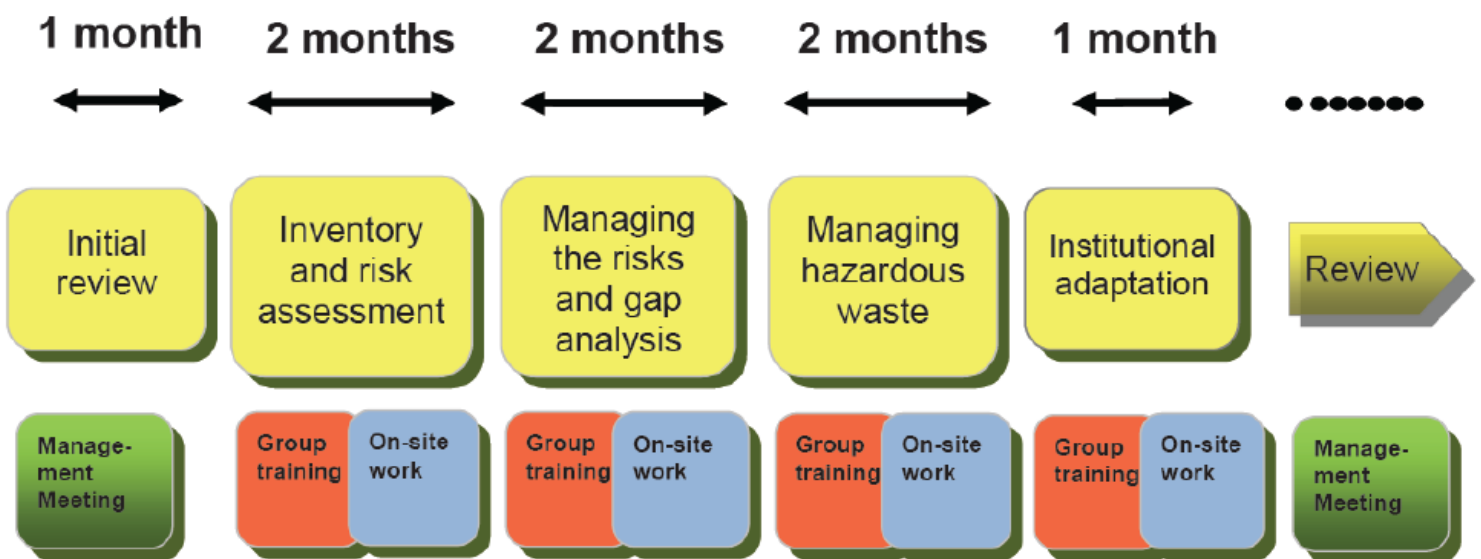 1 month
2 months
2 months
2 months
1 month
Initial
review
Inventory
and risk
assessment
Managing
the risks
and gap
analysis
Managing
hazardous
waste
Institutional
adaptation
Review
Manage-
ment
Meeting
Group
training
On-site
work
Group
training
On-site
work
Group
training
On-site
work
Group
training
On-site
work
Manage-
ment
Meeting